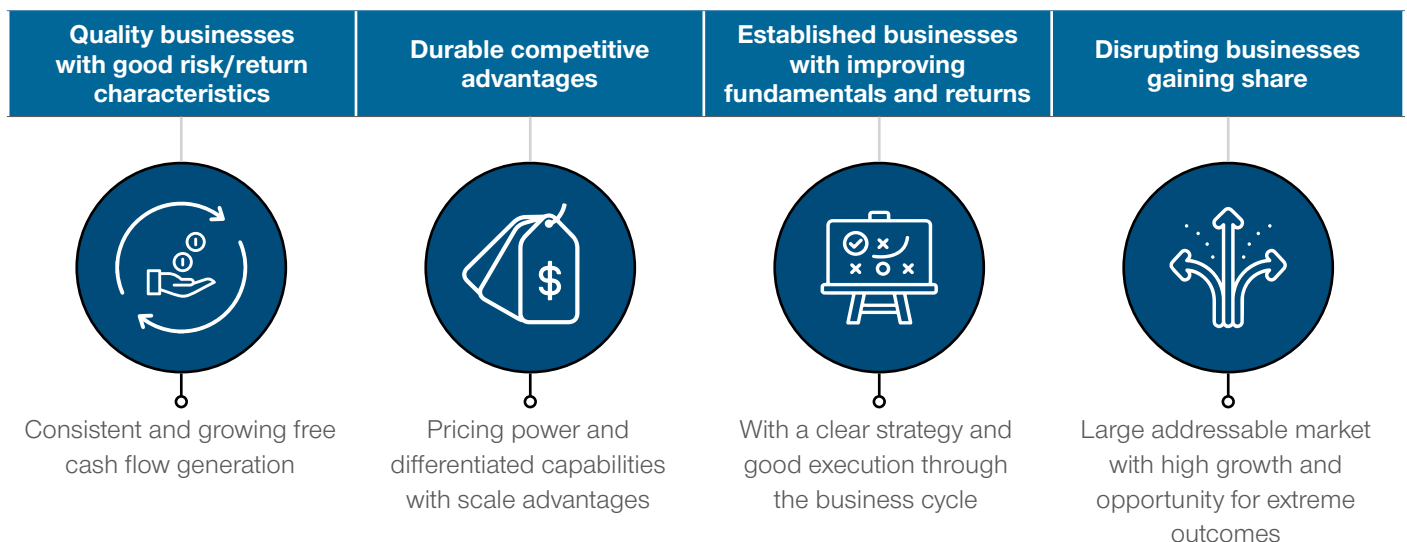 Quality businesses
with good risk/return
characteristics
Durable competitive
advantages
Established businesses
with improving
fundamentals and returns
Disrupting businesses
gaining share
$
Consistent and growing free
cash flow generation
Pricing power and
differentiated capabilities
with scale advantages
With a clear strategy and
good execution through
the business cycle
Large addressable market
with high growth and
opportunity for extreme
outcomes